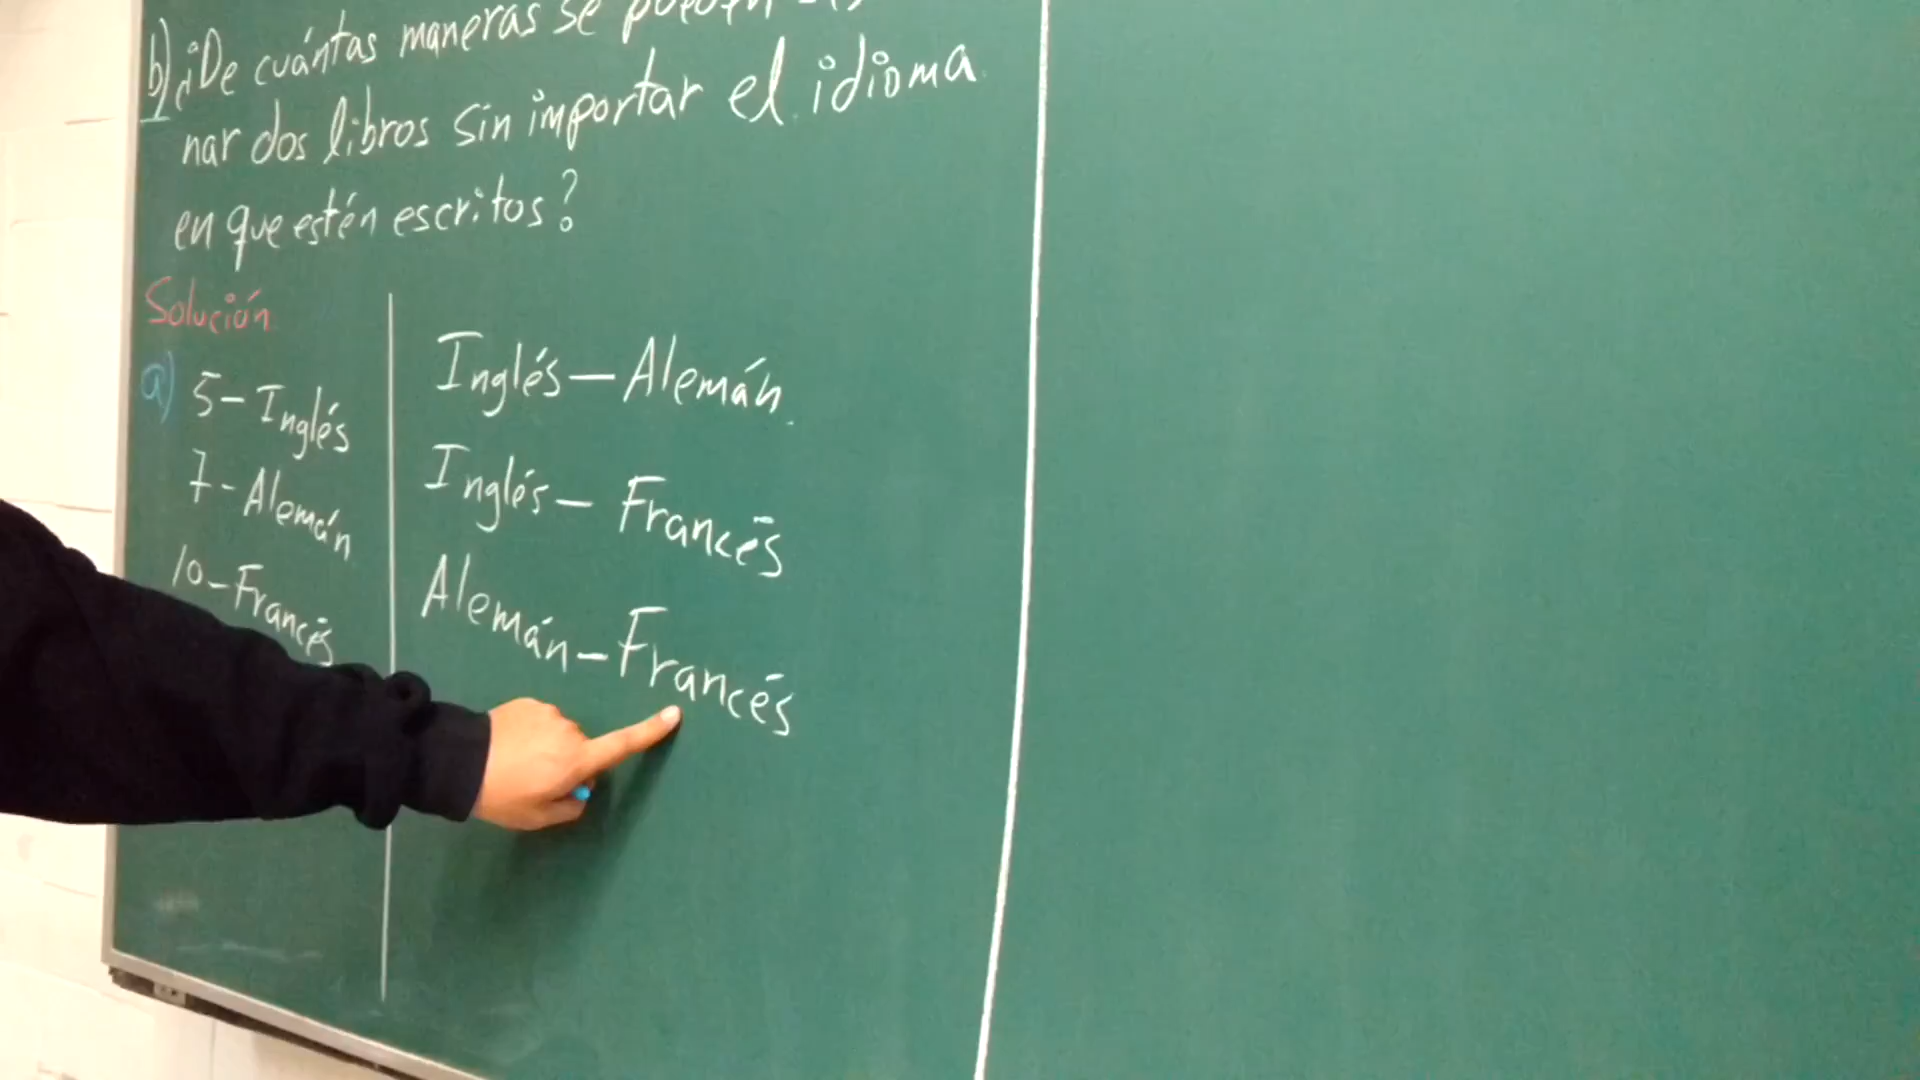 b) ¿De cuántas maneras se pueden
nar dos libros sin importar el idioma
en que estén escritos?
Solución
a) 5-Inglés
7-Alemán
10-Francés
Inglés-Alemán.
Inglés-Francés
Alemán-Francés